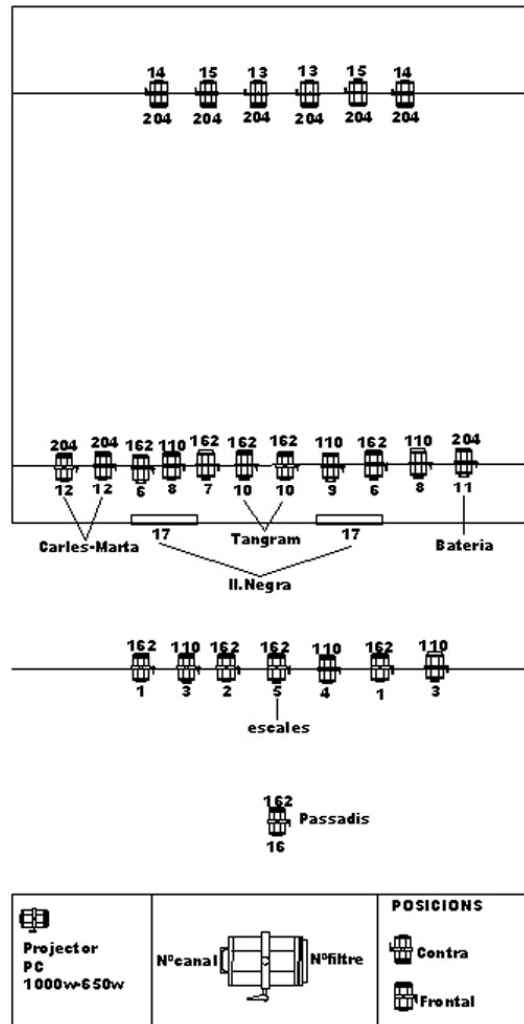 14 15 13 13 15 14
204 204 204 204 204 204
204 204 162 110 162 162 162 110 162 110 204
12 12 6 8 7 10 10 9 6 8 11
Carles-Marta
17
Tangram
17
Bateria
Il.Negra
162 110 162 162 110 162 110
1 3 2 5 4 1 3
escales
162
Passadis
16
Projector
PC
1000w-650w
Nºcanal
Nºfiltre
POSICIONS
Contra
Frontal